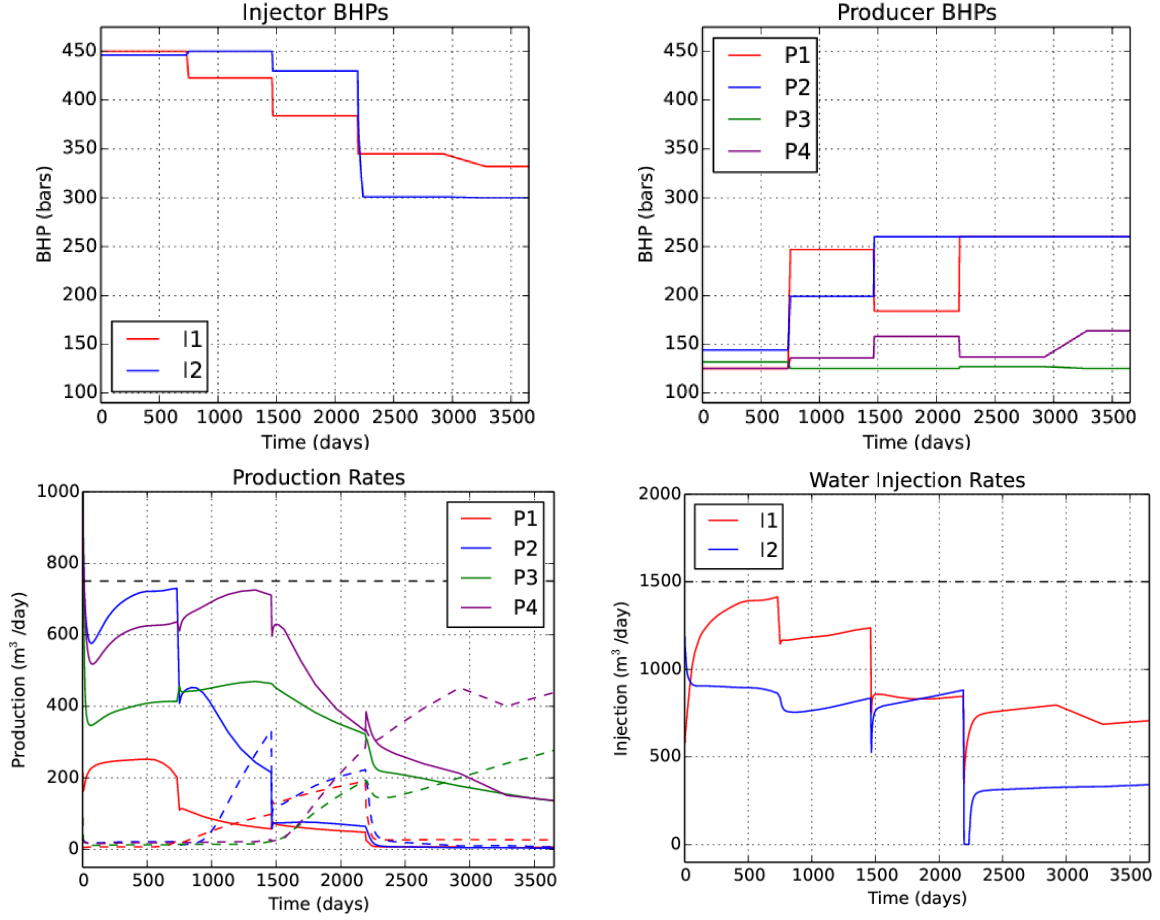 Injector BHPs
BHP (bars)
450
400
350
300
250
200
150
100
I1
I2
0 500 1000 1500 2000 2500 3000 3500
Time (days)
Producer BHPs
BHP (bars)
450
400
350
300
250
200
150
100
P1
P2
P3
P4
0 500 1000 1500 2000 2500 3000 3500
Time (days)
Production Rates
Production (m³/day)
1000
800
600
400
200
0
P1
P2
P3
P4
0 500 1000 1500 2000 2500 3000 3500
Time (days)
Water Injection Rates
Injection (m³/day)
2000
1500
1000
500
0
I1
I2
0 500 1000 1500 2000 2500 3000 3500
Time (days)